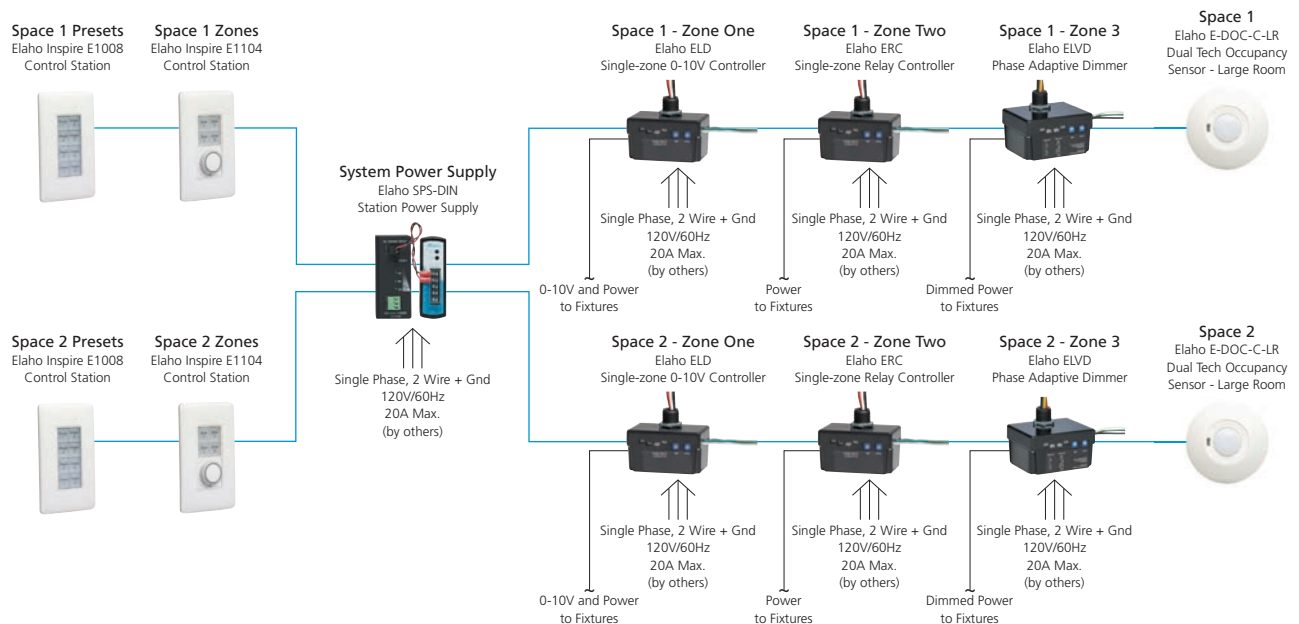 Space 1 Presets
Elaho Inspire E1008
Control Station
Space 1 Zones
Elaho Inspire E1104
Control Station
System Power Supply
Elaho SPS-DIN
Station Power Supply
Single Phase, 2 Wire + Gnd
120V/60Hz
20A Max.
(by others)
Space 1 - Zone One
Elaho ELD
Single-zone 0-10V Controller
Single Phase, 2 Wire + Gnd
120V/60Hz
20A Max.
(by others)
0-10V and Power
to Fixtures
Space 1 - Zone Two
Elaho ERC
Single-zone Relay Controller
Single Phase, 2 Wire + Gnd
120V/60Hz
20A Max.
(by others)
Power
to Fixtures
Space 1 - Zone 3
Elaho ELVD
Phase Adaptive Dimmer
Single Phase, 2 Wire + Gnd
120V/60Hz
20A Max.
(by others)
Dimmed Power
to Fixtures
Space 1
Elaho E-DOC-C-LR
Dual Tech Occupancy
Sensor - Large Room
Space 2 Presets
Elaho Inspire E1008
Control Station
Space 2 Zones
Elaho Inspire E1104
Control Station
Space 2 - Zone One
Elaho ELD
Single-zone 0-10V Controller
Single Phase, 2 Wire + Gnd
120V/60Hz
20A Max.
(by others)
0-10V and Power
to Fixtures
Space 2 - Zone Two
Elaho ERC
Single-zone Relay Controller
Single Phase, 2 Wire + Gnd
120V/60Hz
20A Max.
(by others)
Power
to Fixtures
Space 2 - Zone 3
Elaho ELVD
Phase Adaptive Dimmer
Single Phase, 2 Wire + Gnd
120V/60Hz
20A Max.
(by others)
Dimmed Power
to Fixtures
Space 2
Elaho E-DOC-C-LR
Dual Tech Occupancy
Sensor - Large Room